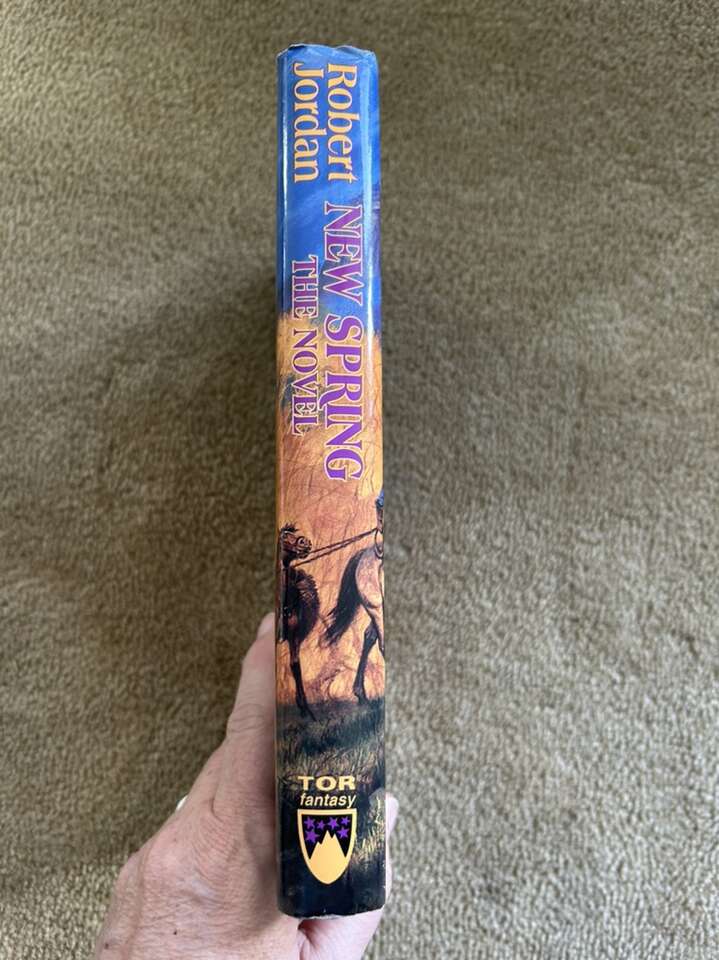 Robert
Jordan
NEW SPRING
THE NOVEL
TOR
fantasy